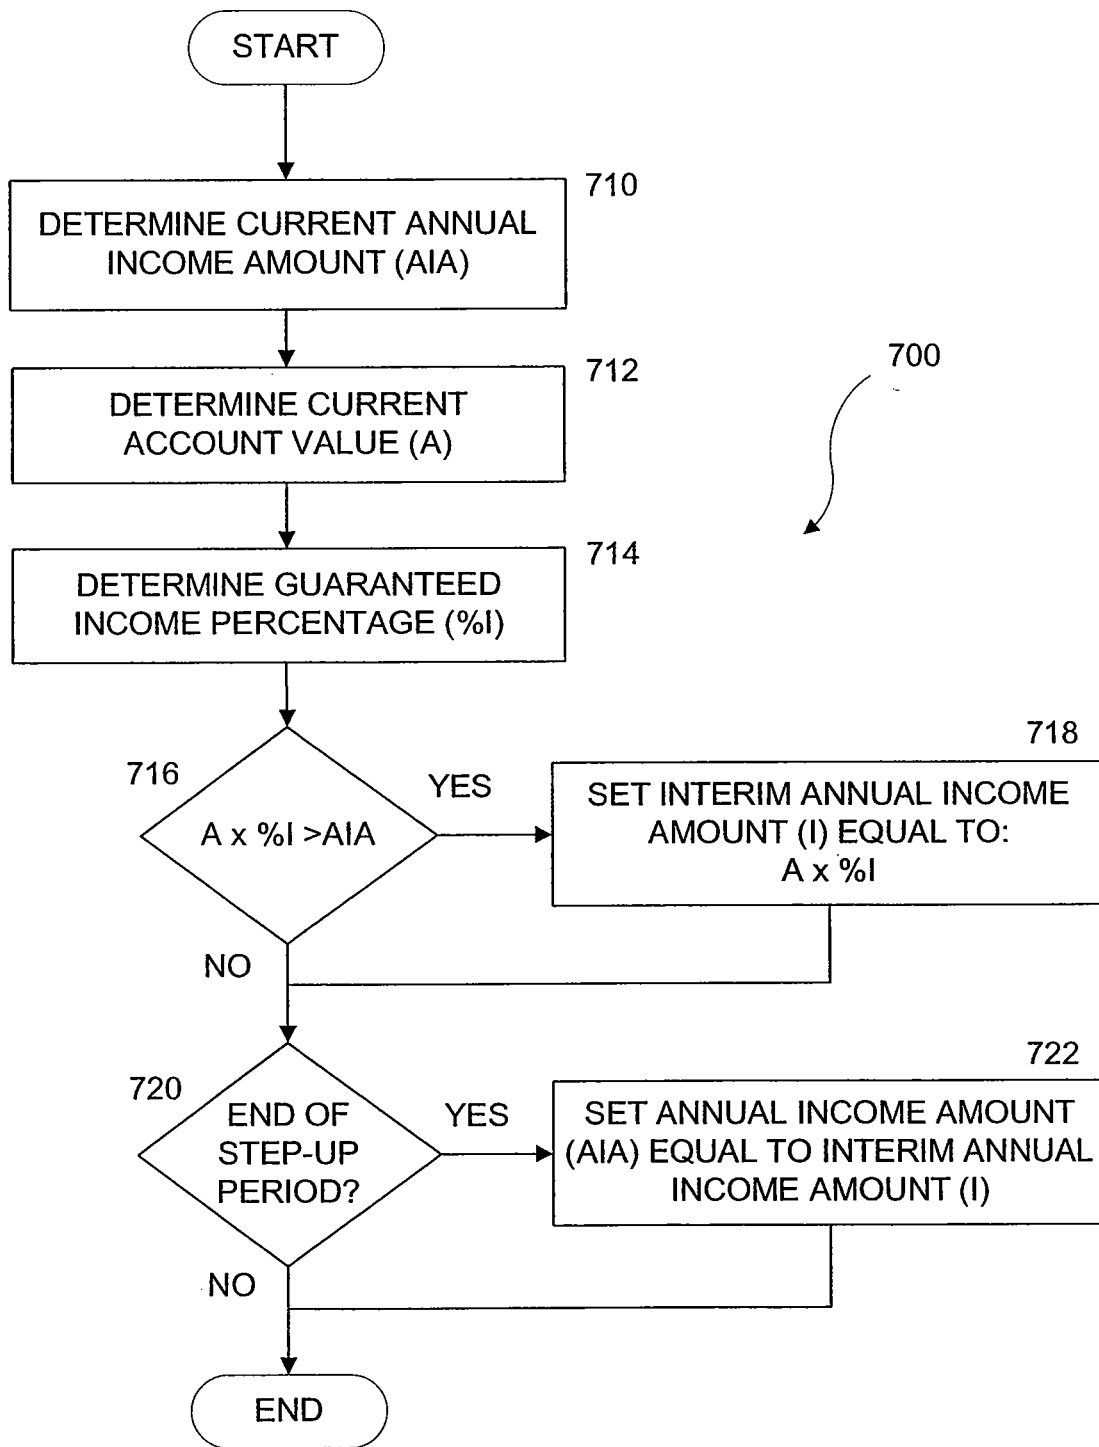 START
710
DETERMINE CURRENT ANNUAL
INCOME AMOUNT (AIA)
712
DETERMINE CURRENT
ACCOUNT VALUE (A)
700
714
DETERMINE GUARANTEED
INCOME PERCENTAGE (%I)
716
A x %I >AIA
YES
718
SET INTERIM ANNUAL INCOME
AMOUNT (I) EQUAL TO:
A x %I
NO
720
END OF
STEP-UP
PERIOD?
YES
722
SET ANNUAL INCOME AMOUNT
(AIA) EQUAL TO INTERIM ANNUAL
INCOME AMOUNT (I)
NO
END